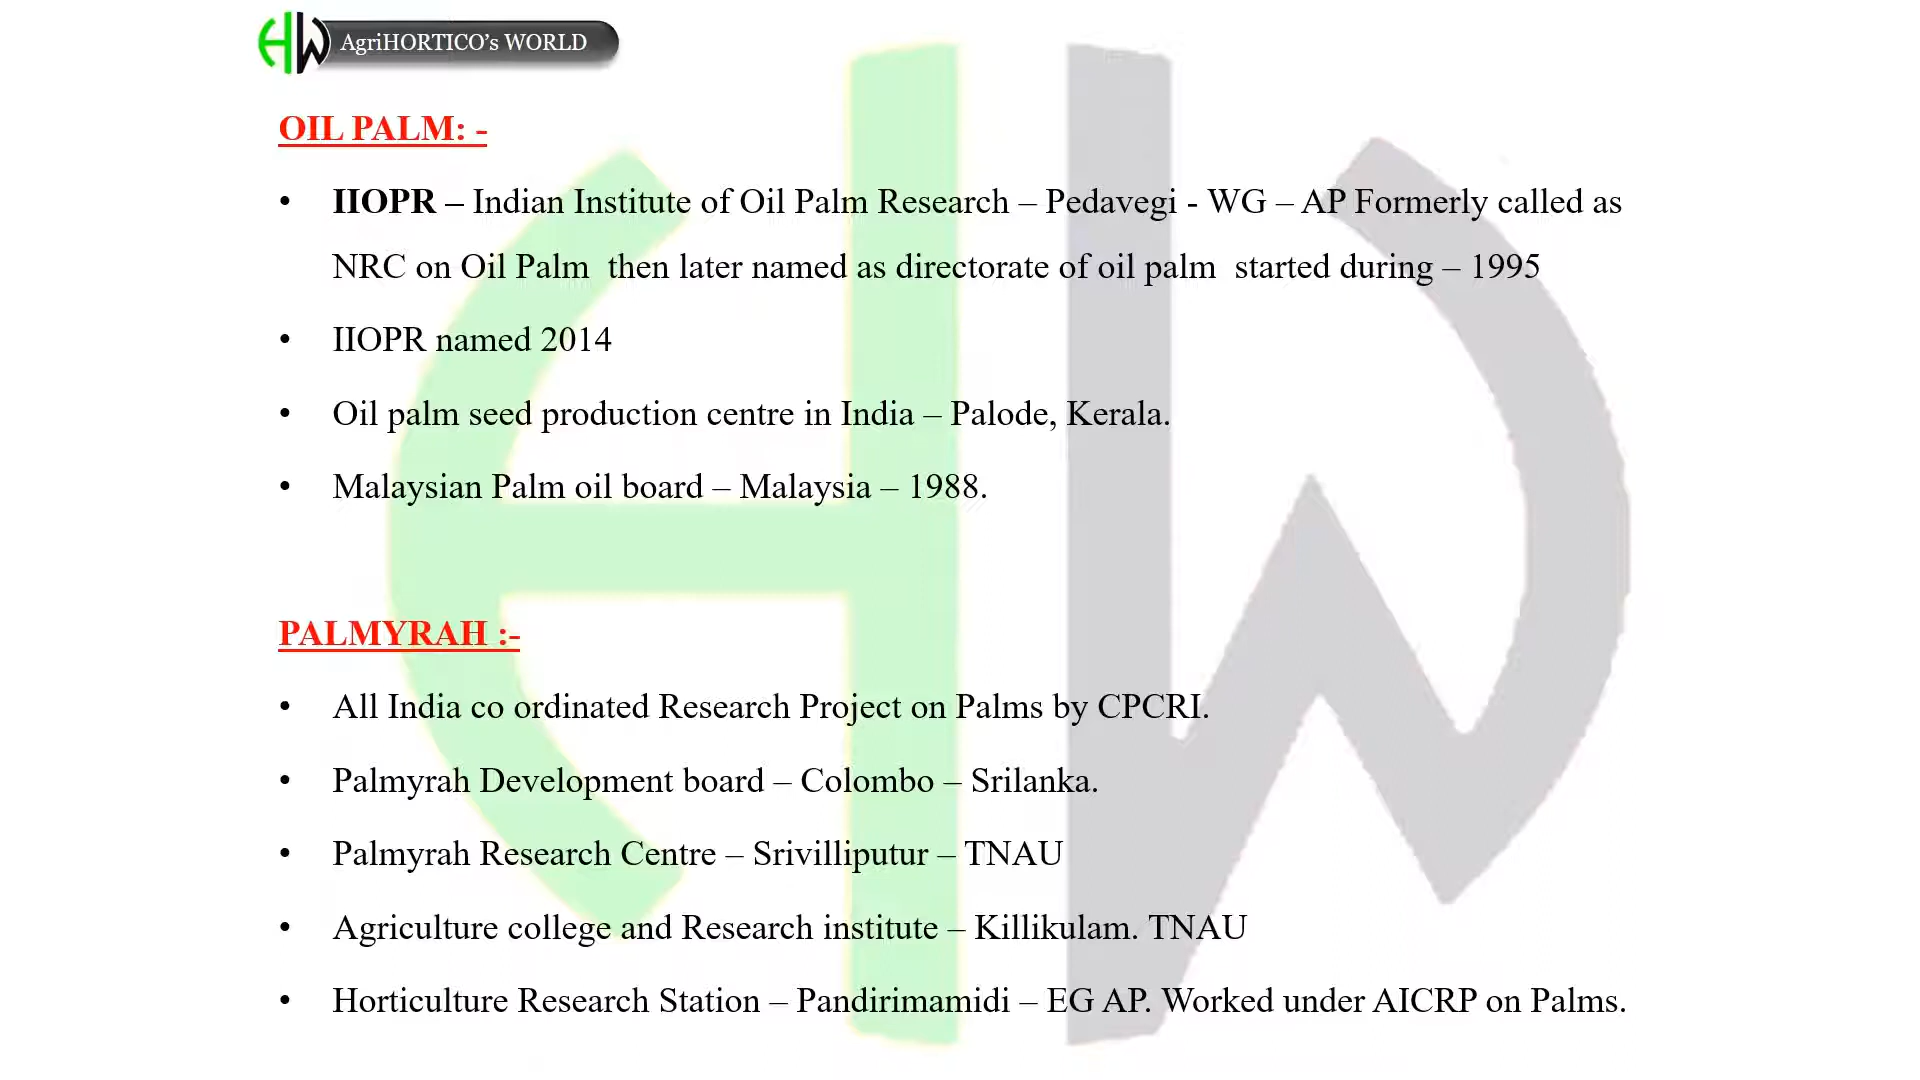 AgriHORTICO's WORLD
OIL PALM: -
• IIOPR – Indian Institute of Oil Palm Research – Pedavegi - WG – AP Formerly called as
NRC on Oil Palm then later named as directorate of oil palm started during – 1995
• IIOPR named 2014
• Oil palm seed production centre in India – Palode, Kerala.
• Malaysian Palm oil board – Malaysia – 1988.
PALMYRAH :-
• All India co ordinated Research Project on Palms by CPCRI.
• Palmyrah Development board – Colombo – Srilanka.
• Palmyrah Research Centre – Srivilliputur – TNAU
• Agriculture college and Research institute – Killikulam. TNAU
• Horticulture Research Station – Pandirimamidi – EG AP. Worked under AICRP on Palms.